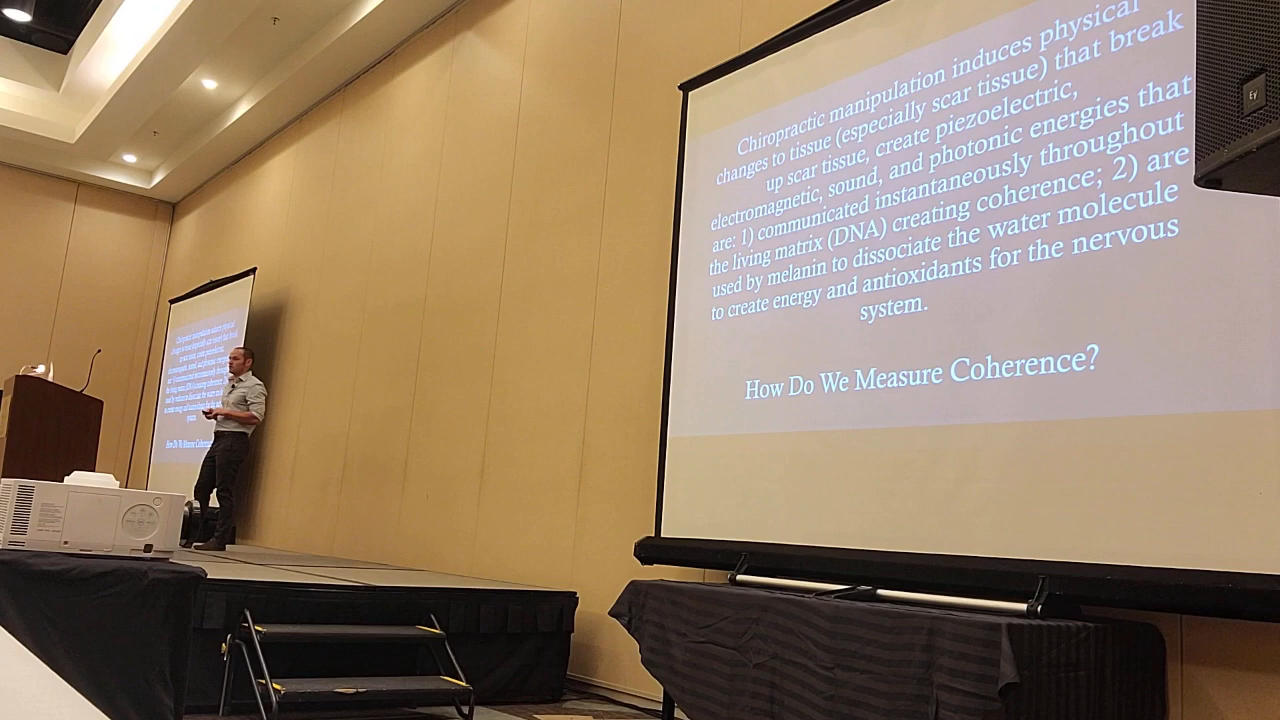 Chiropractic manipulation induces physical
changes to tissue (especially scar tissue) that break
up scar tissue, create piezoelectric,
electromagnetic, sound, and photonic energies that
are: 1) communicated instantaneously throughout
the living matrix (DNA) creating coherence; 2) are
used by melanin to dissociate the water molecule
to create energy and antioxidants for the nervous
system.
How Do We Measure Coherence?
EV